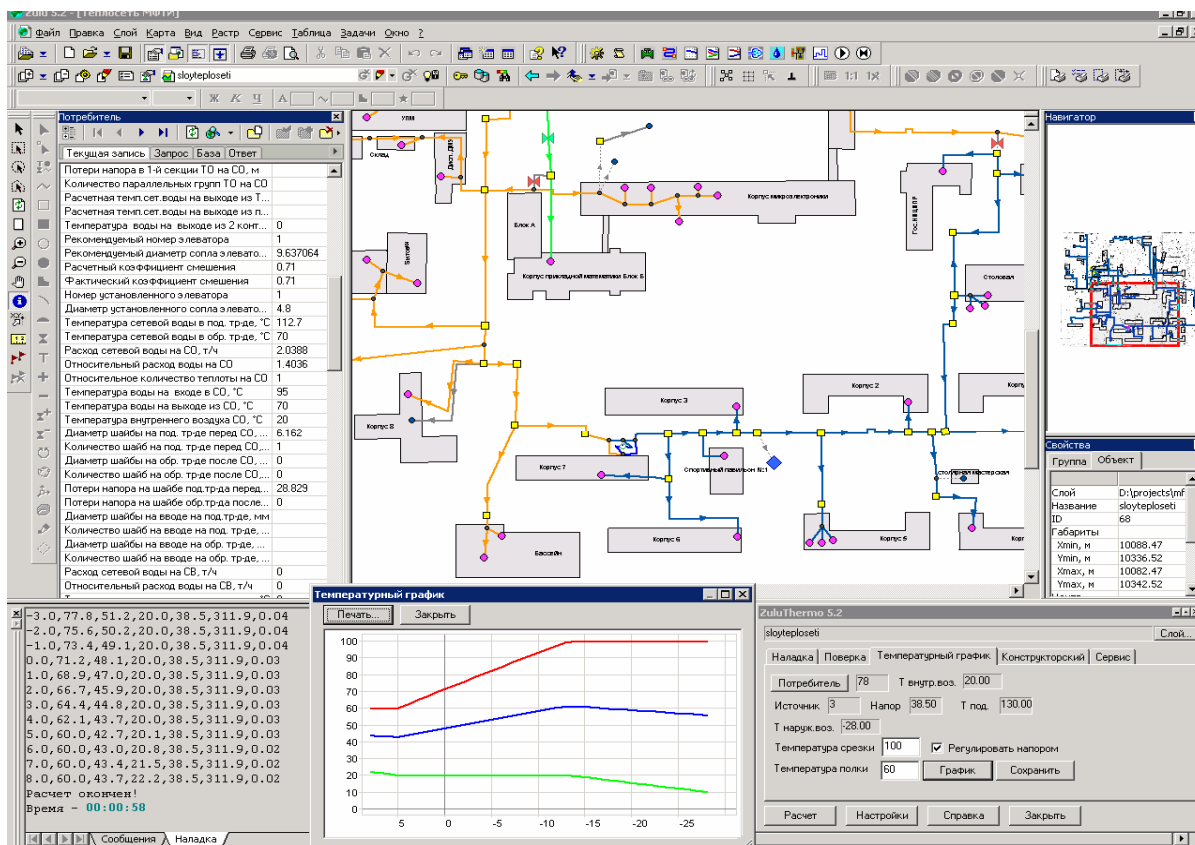 Zulu 5.2 - [Теплосеть МФТИ]
Файл Правка Слой Карта Вид Растр Сервис Таблица Задачи Окно ?
sloyteploseti
1:1
Ж К Ч A
Потребитель
Текущая запись Запрос База Ответ
Потери напора в 1-й секции ТО на СО, м
Количество параллельных групп ТО на СО
Расчетная темп.сет.воды на выходе из Т...
Расчетная темп.сет.воды на выходе из п...
Температура воды на выходе из 2 конт... 0
Рекомендуемый номер элеватора 1
Рекомендуемый диаметр сопла элевато... 9.637064
Расчетный коэффициент смешения 0.71
Фактический коэффициент смешения 0.71
Номер установленного элеватора 1
Диаметр установленного сопла элевато... 4.8
Температура сетевой воды в под. тр-де, °С 112.7
Температура сетевой воды в обр. тр-де, °С 70
Расход сетевой воды на СО, т/ч 2.0388
Относительный расход воды на СО 1.4036
Относительное количество теплоты на СО 1
Температура воды на входе в СО, °С 95
Температура воды на выходе из СО, °С 70
Температура внутреннего воздуха СО, °С 20
Диаметр шайбы на под. тр-де перед СО, ... 6.162
Количество шайб на под. тр-де перед СО,... 1
Диаметр шайбы на обр. тр-де после СО, ... 0
Количество шайб на обр. тр-де после СО,... 0
Потери напора на шайбе под.тр-да перед... 28.829
Потери напора на шайбе обр.тр-да после... 0
Диаметр шайбы на вводе на под.тр-де, мм
Количество шайб на вводе на под. тр-де, ...
Диаметр шайбы на вводе на обр. тр-де, ...
Количество шайб на вводе на обр. тр-де, ...
Расход сетевой воды на СВ, т/ч 0
Относительный расход воды на СВ, т/ч 0
УПМ
Склад
Блок А
Корпус микроэлектроники
Корпус прикладной математики Блок Б
Столовая
Корпус 8
Корпус 3
Корпус 2
Корпус 7
Спортивный павильон №1
столярная мастерская
Бассейн
Корпус 6
Корпус 5
Навигатор
Свойства
Группа Объект
Слой D:\projects\mf
Название sloyteploseti
ID 68
Габариты
Xmin, м 10088.47
Ymin, м 10336.52
Xmax, м 10082.47
Ymax, м 10342.52
-3.0,77.8,51.2,20.0,38.5,311.9,0.04
-2.0,75.6,50.2,20.0,38.5,311.9,0.04
-1.0,73.4,49.1,20.0,38.5,311.9,0.04
0.0,71.2,48.1,20.0,38.5,311.9,0.03
1.0,68.9,47.0,20.0,38.5,311.9,0.03
2.0,66.7,45.9,20.0,38.5,311.9,0.03
3.0,64.4,44.8,20.0,38.5,311.9,0.03
4.0,62.1,43.7,20.0,38.5,311.9,0.03
5.0,60.0,42.7,20.1,38.5,311.9,0.03
6.0,60.0,43.0,20.8,38.5,311.9,0.02
7.0,60.0,43.4,21.5,38.5,311.9,0.02
8.0,60.0,43.7,22.2,38.5,311.9,0.02
Расчет окончен!
Время - 00:00:58
Сообщения Наладка
Температурный график
Печать... Закрыть
100
90
80
70
60
50
40
30
20
10
0
5 0 -5 -10 -15 -20 -25
ZuluThermo 5.2
sloyteploseti Слой...
Наладка Поверка Температурный график Конструкторский Сервис
Потребитель 78 Т внутр.воз. 20.00
Источник 3 Напор 38.50 Т под. 130.00
Т наруж.воз. -28.00
Температура срезки 100 Регулировать напором
Температура полки 60 График Сохранить
Расчет Настройки Справка Закрыть